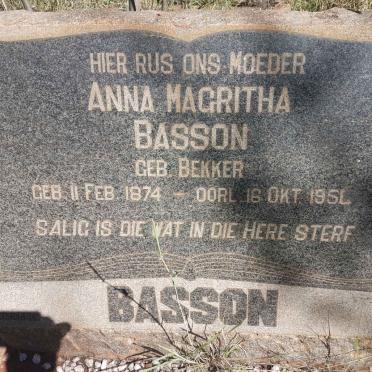 HIER RUS ONS MOEDER
ANNA MAGRITHA
BASSON
GEB. BEKKER
GEB. 11 FEB. 1874 – OORL. 16 OKT. 1951.
SALIG IS DIE WAT IN DIE HERE STERF
BASSON